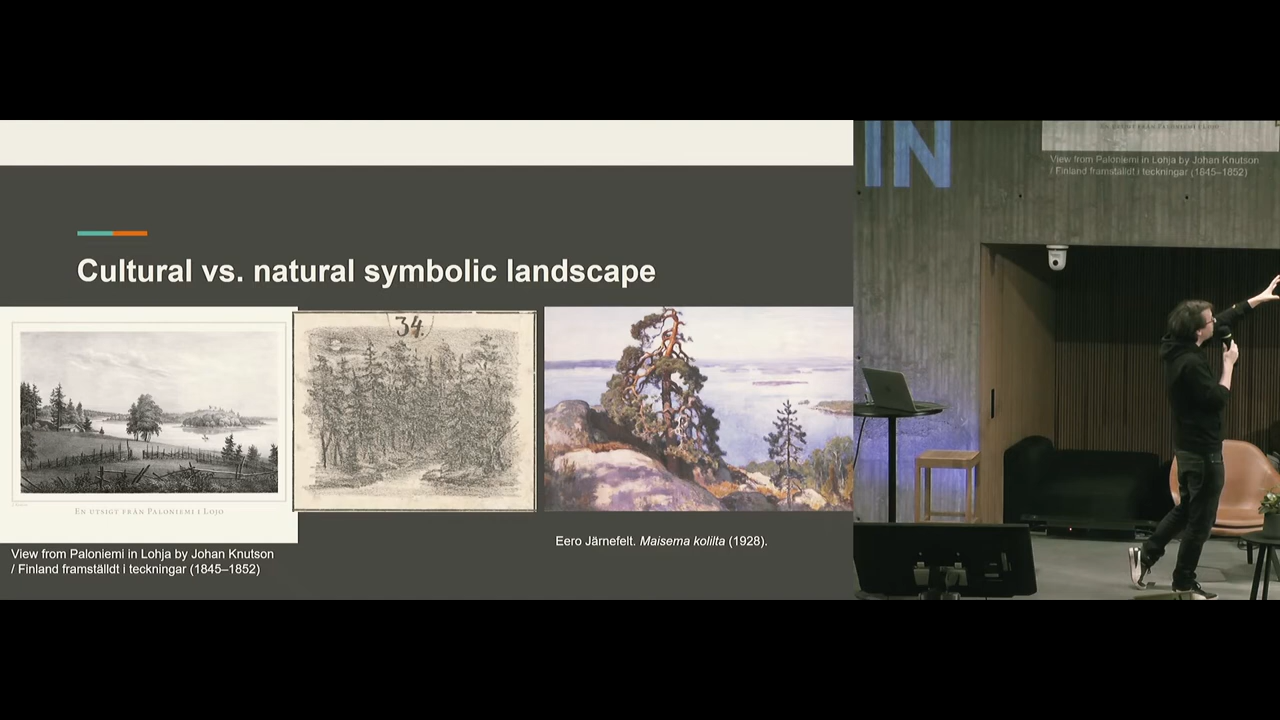 Cultural vs. natural symbolic landscape
34.
EN UTSIGT FRÅN PALONIEMI I LOJO
View from Paloniemi in Lohja by Johan Knutson
/ Finland framställdt i teckningar (1845–1852)
Eero Järnefelt. Maisema kolilta (1928).
IN
View from Paloniemi in Lohja by Johan Knutson
/ Finland framställdt i teckningar (1845–1852)